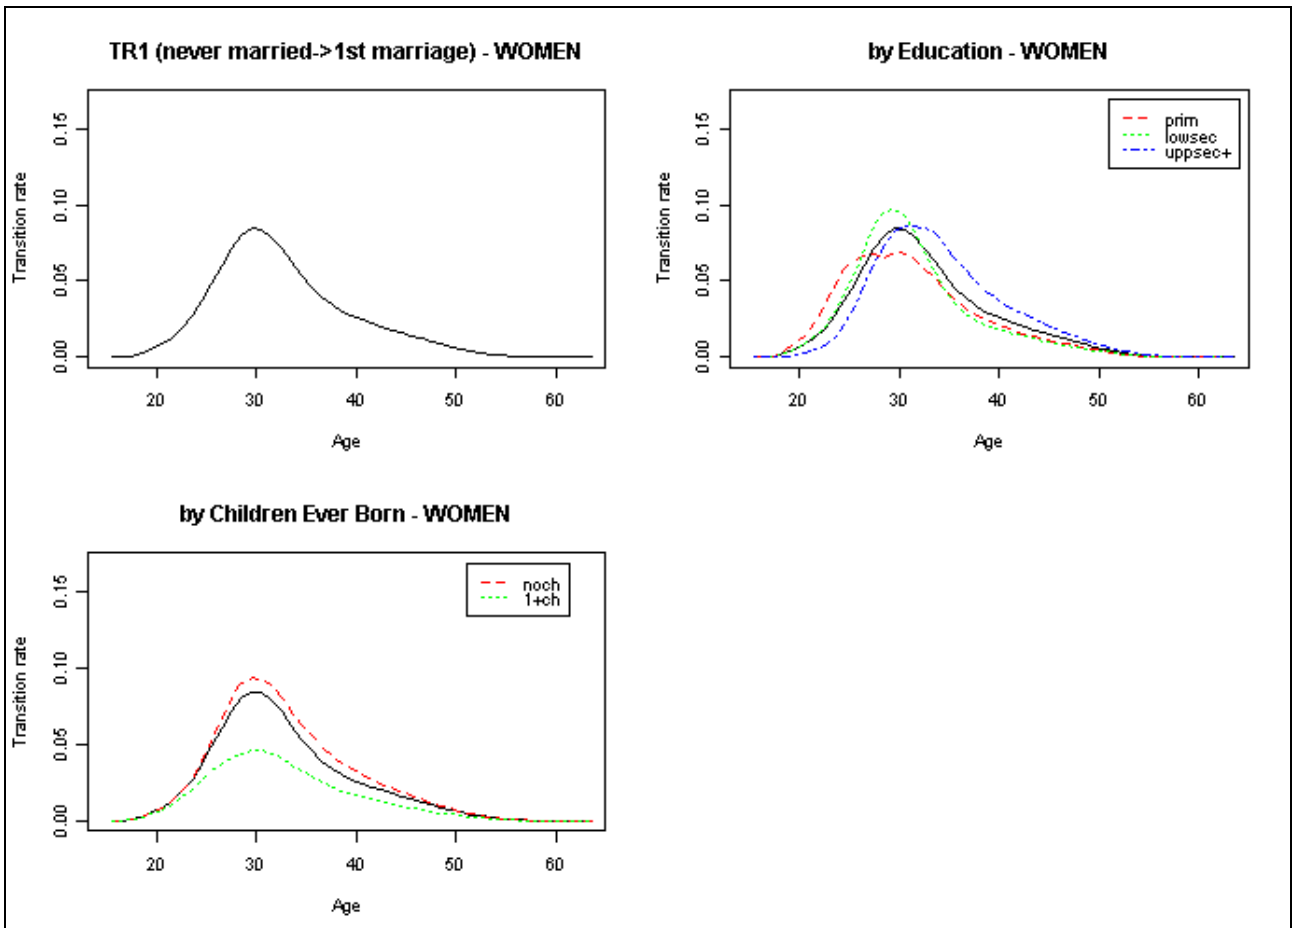 TR1 (never married->1st marriage) - WOMEN
Transition rate
0.00 0.05 0.10 0.15
20 30 40 50 60
Age
by Education - WOMEN
Transition rate
0.00 0.05 0.10 0.15
prim
lowsec
uppsec+
20 30 40 50 60
Age
by Children Ever Born - WOMEN
Transition rate
0.00 0.05 0.10 0.15
noch
1+ch
20 30 40 50 60
Age